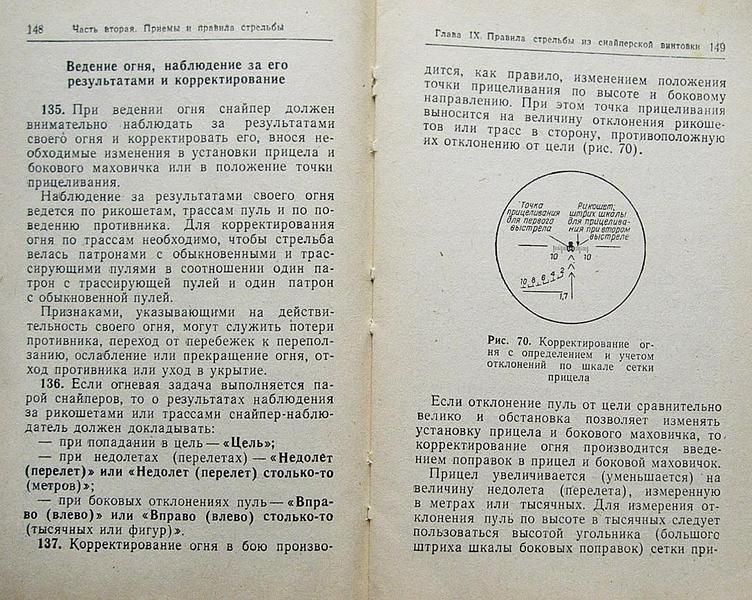 148 Часть вторая. Приемы и правила стрельбы
Ведение огня, наблюдение за его
результатами и корректирование
135. При ведении огня снайпер должен
внимательно наблюдать за результатами
своего огня и корректировать его, внося не-
обходимые изменения в установки прицела и
бокового маховичка или в положение точки
прицеливания.
Наблюдение за результатами своего огня
ведется по рикошетам, трассам пуль и по по-
ведению противника. Для корректирования
огня по трассам необходимо, чтобы стрельба
велась патронами с обыкновенными и трас-
сирующими пулями в соотношении один па-
трон с трассирующей пулей и один патрон
с обыкновенной пулей.
Признаками, указывающими на действи-
тельность своего огня, могут служить потери
противника, переход от перебежек к перепол-
занию, ослабление или прекращение огня, от-
ход противника или уход в укрытие.
136. Если огневая задача выполняется па-
рой снайперов, то о результатах наблюдения
за рикошетами или трассами снайпер-наблю-
датель должен докладывать:
— при попадании в цель — «Цель»;
— при недолетах (перелетах) — «Недолет
(перелет)» или «Недолет (перелет) столько-то
(метров)»;
— при боковых отклонениях пуль — «Впра-
во (влево)» или «Вправо (влево) столько-то
(тысячных или фигур)».
137. Корректирование огня в бою произво-
Глава IX. Правила стрельбы из снайперской винтовки 149
дится, как правило, изменением положения
точки прицеливания по высоте и боковому
направлению. При этом точка прицеливания
выносится на величину отклонения рикоше-
тов или трасс в сторону, противоположную
их отклонению от цели (рис. 70).
Точка
прицеливания
для первого
выстрела
Рикошет;
штрих шкалы
для прицелива-
ния при втором
выстреле
10 10
10 8 6 4 2
1,7
Рис. 70. Корректирование ог-
ня с определением и учетом
отклонений по шкале сетки
прицела
Если отклонение пуль от цели сравнительно
велико и обстановка позволяет изменять
установку прицела и бокового маховичка, то
корректирование огня производится введе-
нием поправок в прицел и боковой маховичок.
Прицел увеличивается (уменьшается) на
величину недолета (перелета), измеренную
в метрах или тысячных. Для измерения от-
клонения пуль по высоте в тысячных следует
пользоваться высотой угольника (большого
штриха шкалы боковых поправок) сетки при-